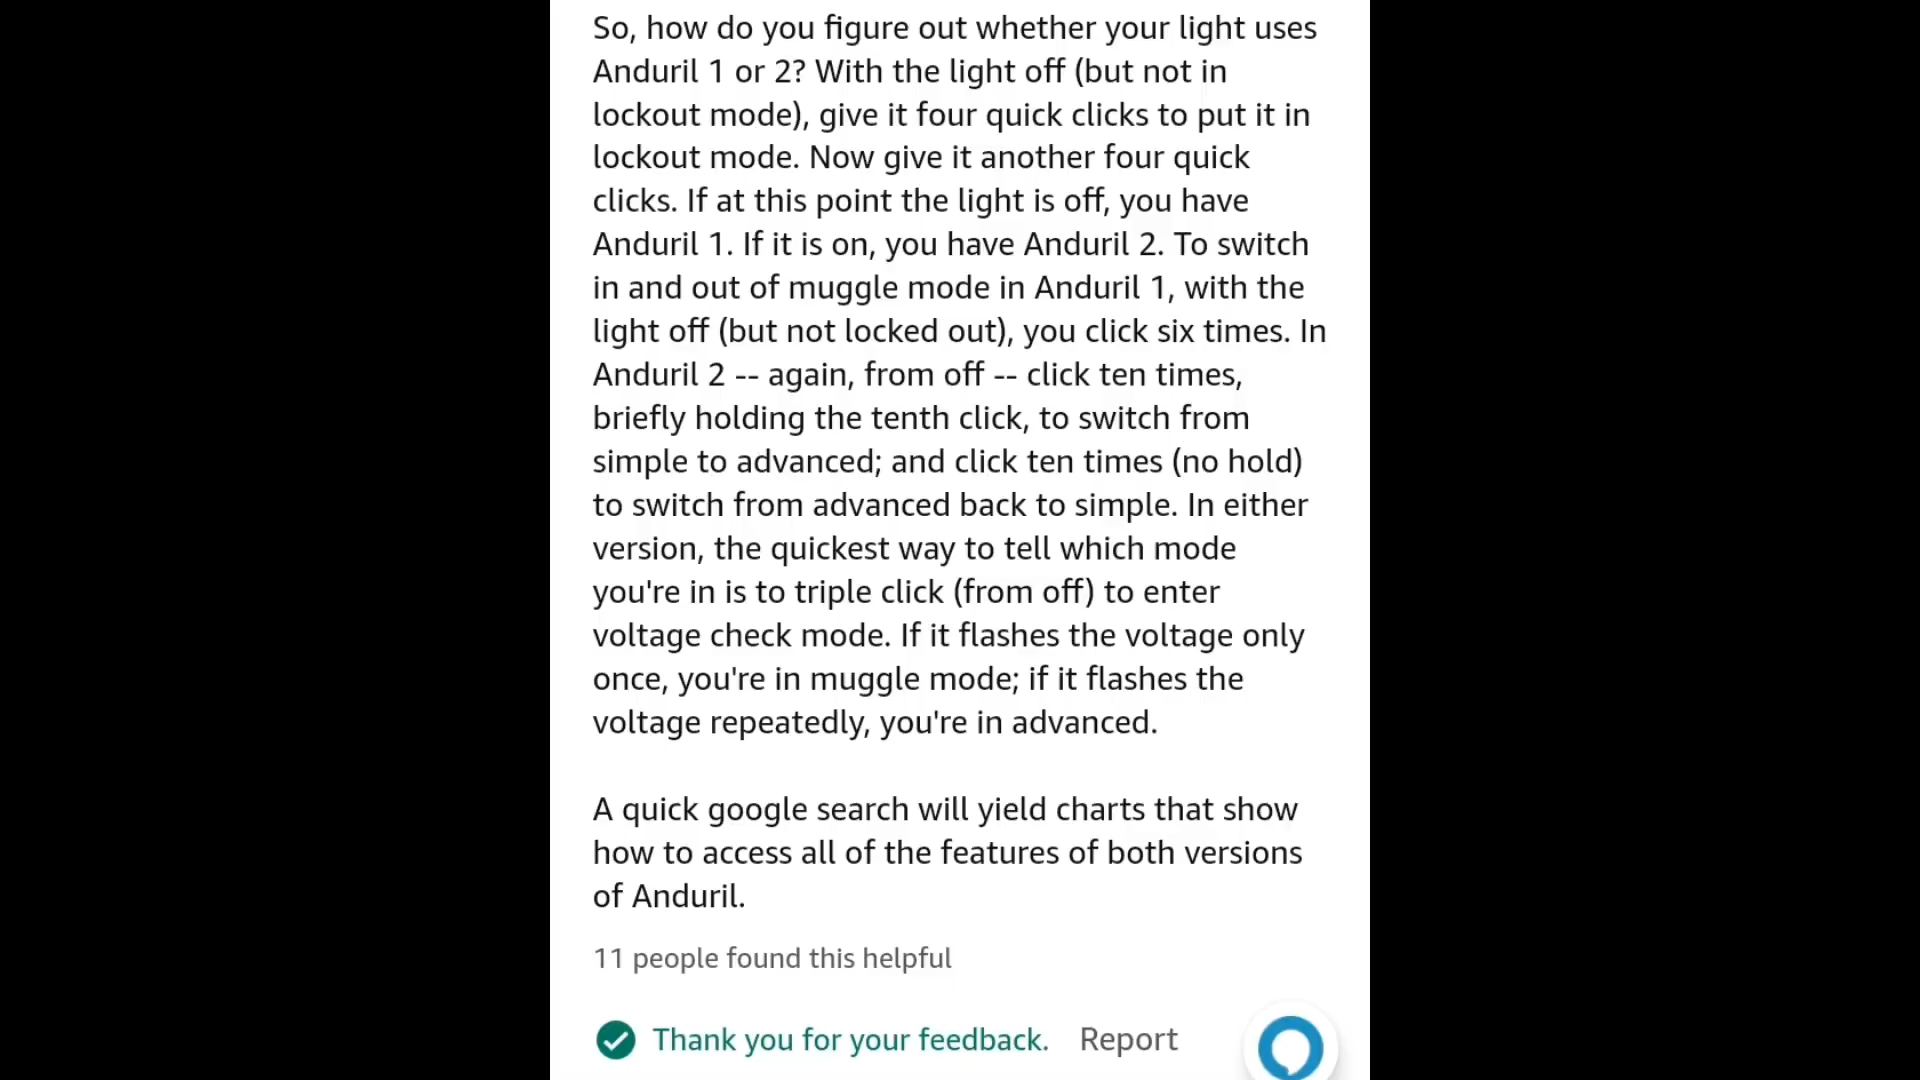 So, how do you figure out whether your light uses
Anduril 1 or 2? With the light off (but not in
lockout mode), give it four quick clicks to put it in
lockout mode. Now give it another four quick
clicks. If at this point the light is off, you have
Anduril 1. If it is on, you have Anduril 2. To switch
in and out of muggle mode in Anduril 1, with the
light off (but not locked out), you click six times. In
Anduril 2 -- again, from off -- click ten times,
briefly holding the tenth click, to switch from
simple to advanced; and click ten times (no hold)
to switch from advanced back to simple. In either
version, the quickest way to tell which mode
you're in is to triple click (from off) to enter
voltage check mode. If it flashes the voltage only
once, you're in muggle mode; if it flashes the
voltage repeatedly, you're in advanced.
A quick google search will yield charts that show
how to access all of the features of both versions
of Anduril.
11 people found this helpful
Thank you for your feedback. Report